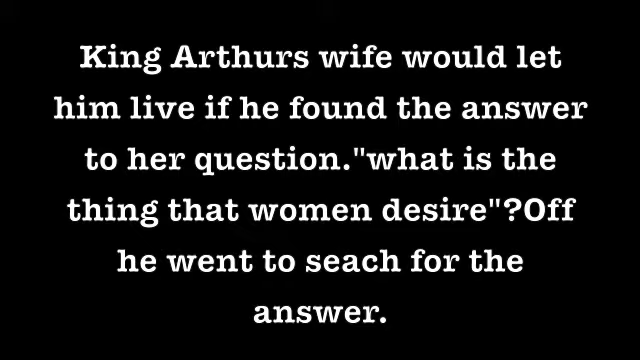 King Arthurs wife would let
him live if he found the answer
to her question."what is the
thing that women desire"?Off
he went to seach for the
answer.